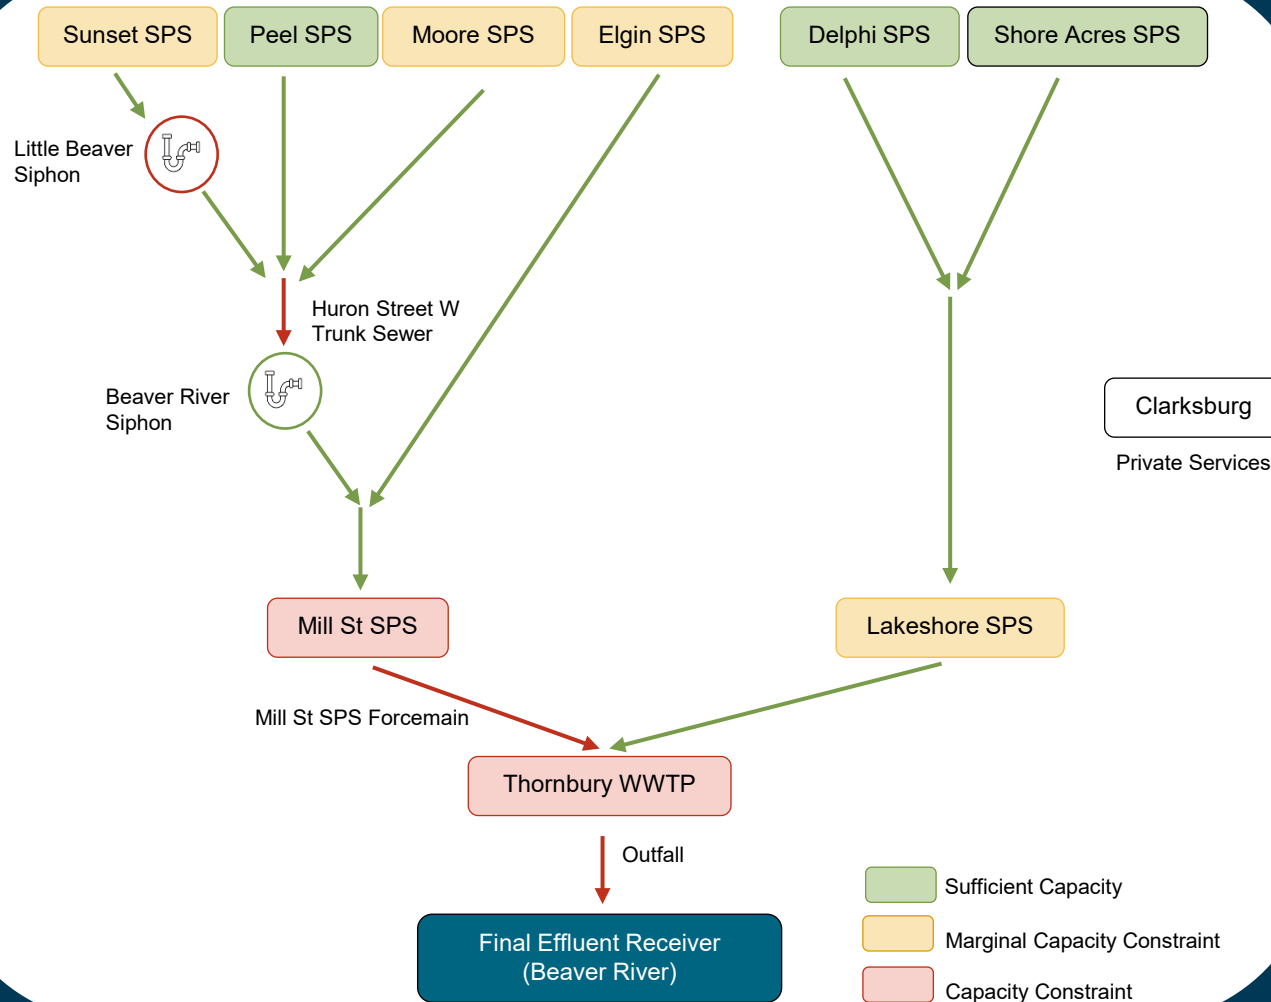 Sunset SPS
Peel SPS
Moore SPS
Elgin SPS
Delphi SPS
Shore Acres SPS
Little Beaver
Siphon
Huron Street W
Trunk Sewer
Beaver River
Siphon
Clarksburg
Private Services
Mill St SPS
Lakeshore SPS
Mill St SPS Forcemain
Thornbury WWTP
Outfall
Final Effluent Receiver
(Beaver River)
Sufficient Capacity
Marginal Capacity Constraint
Capacity Constraint